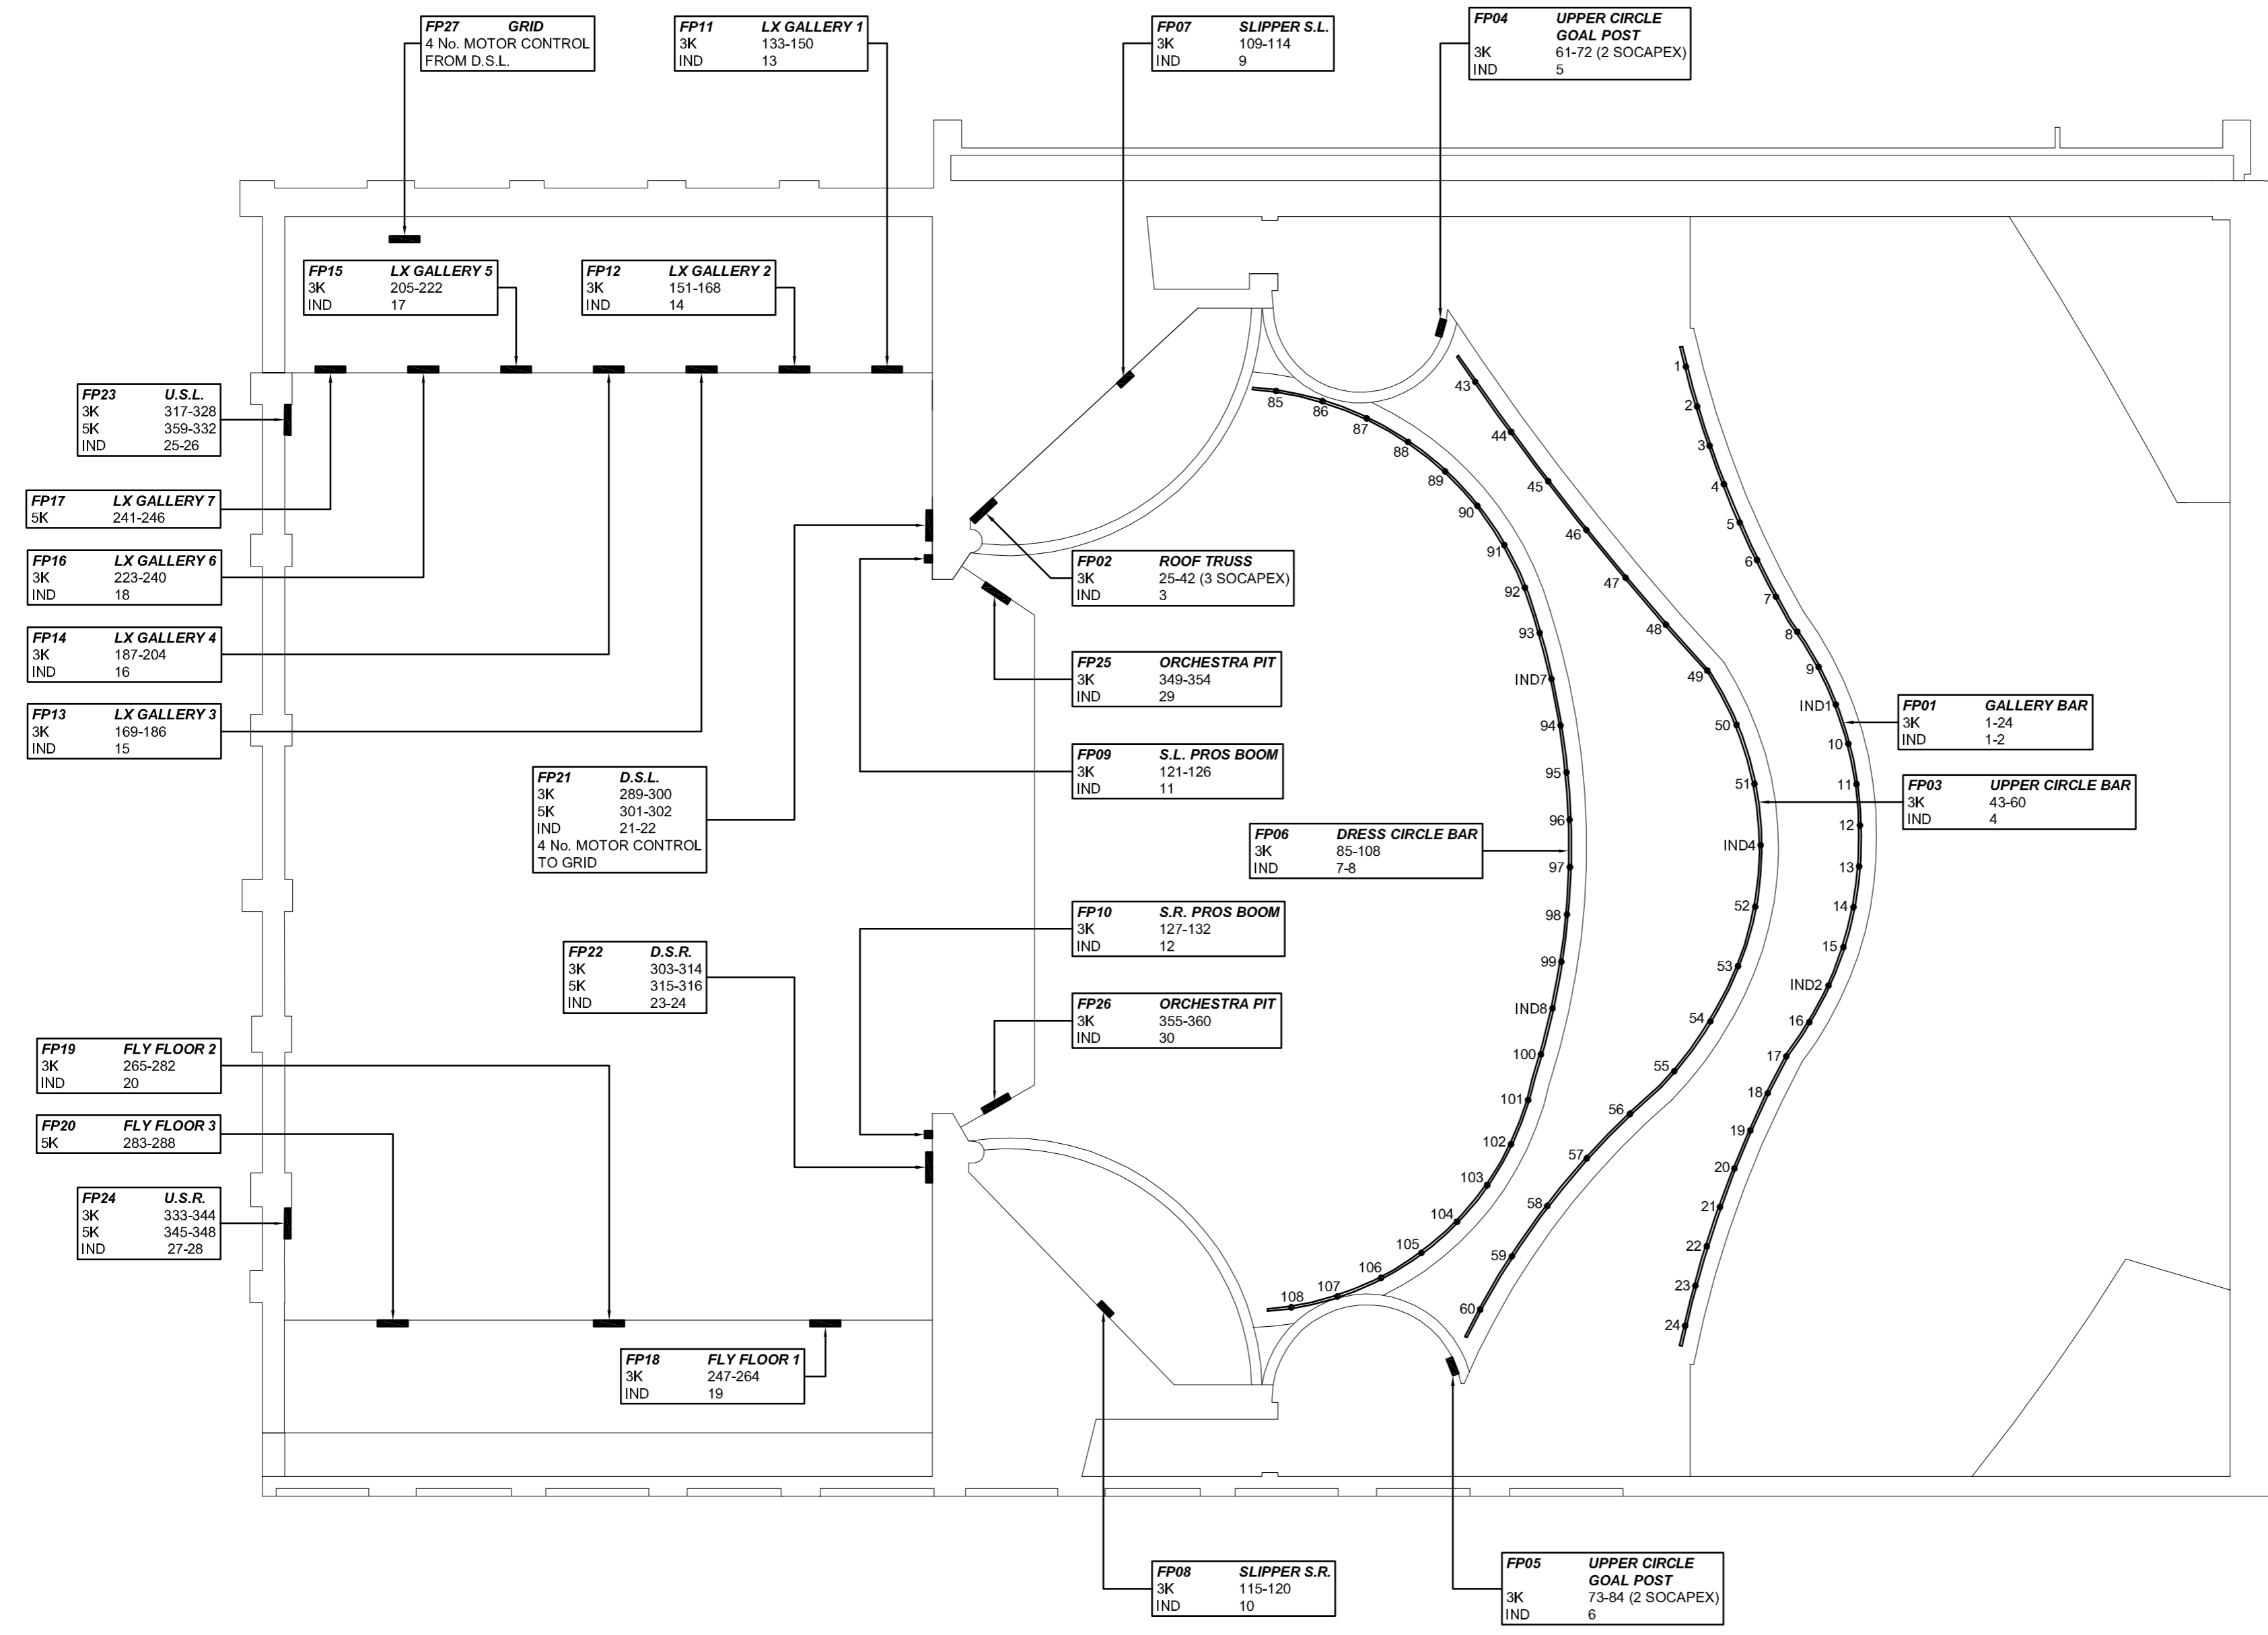 FP27 GRID
4 No. MOTOR CONTROL
FROM D.S.L.
FP11 LX GALLERY 1
3K 133-150
IND 13
FP07 SLIPPER S.L.
3K 109-114
IND 9
FP04 UPPER CIRCLE
GOAL POST
3K 61-72 (2 SOCAPEX)
IND 5
FP15 LX GALLERY 5
3K 205-222
IND 17
FP12 LX GALLERY 2
3K 151-168
IND 14
FP23 U.S.L.
3K 317-328
5K 359-332
IND 25-26
FP17 LX GALLERY 7
5K 241-246
FP16 LX GALLERY 6
3K 223-240
IND 18
FP14 LX GALLERY 4
3K 187-204
IND 16
FP13 LX GALLERY 3
3K 169-186
IND 15
FP21 D.S.L.
3K 289-300
5K 301-302
IND 21-22
4 No. MOTOR CONTROL
TO GRID
FP22 D.S.R.
3K 303-314
5K 315-316
IND 23-24
FP19 FLY FLOOR 2
3K 265-282
IND 20
FP20 FLY FLOOR 3
5K 283-288
FP24 U.S.R.
3K 333-344
5K 345-348
IND 27-28
FP18 FLY FLOOR 1
3K 247-264
IND 19
FP02 ROOF TRUSS
3K 25-42 (3 SOCAPEX)
IND 3
FP25 ORCHESTRA PIT
3K 349-354
IND 29
FP09 S.L. PROS BOOM
3K 121-126
IND 11
FP06 DRESS CIRCLE BAR
3K 85-108
IND 7-8
FP10 S.R. PROS BOOM
3K 127-132
IND 12
FP26 ORCHESTRA PIT
3K 355-360
IND 30
FP01 GALLERY BAR
3K 1-24
IND 1-2
FP03 UPPER CIRCLE BAR
3K 43-60
IND 4
FP08 SLIPPER S.R.
3K 115-120
IND 10
FP05 UPPER CIRCLE
GOAL POST
3K 73-84 (2 SOCAPEX)
IND 6
85
86
87
88
89
90
91
92
93
IND7
94
95
96
97
98
99
IND8
100
101
102
103
104
105
106
107
108
43
44
45
46
47
48
49
50
51
IND4
52
53
54
55
56
57
58
59
60
1
2
3
4
5
6
7
8
9
IND1
10
11
12
13
14
15
IND2
16
17
18
19
20
21
22
23
24